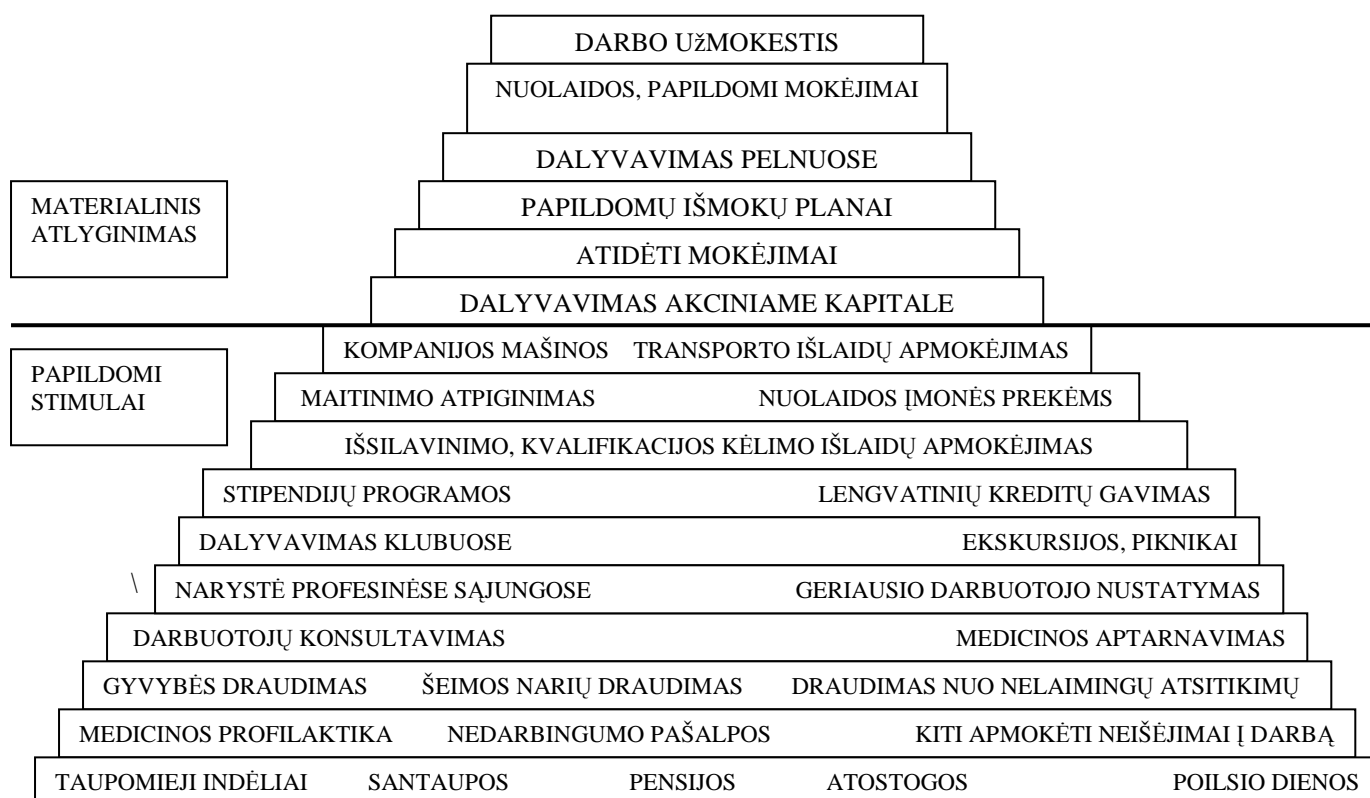 DARBO UžMOKESTIS
NUOLAIDOS, PAPILDOMI MOKĖJIMAI
DALYVAVIMAS PELNUOSE
MATERIALINIS
ATLYGINIMAS
PAPILDOMŲ IŠMOKŲ PLANAI
ATIDĖTI MOKĖJIMAI
DALYVAVIMAS AKCINIAME KAPITALE
PAPILDOMI
STIMULAI
KOMPANIJOS MAŠINOS TRANSPORTO IŠLAIDŲ APMOKĖJIMAS
MAITINIMO ATPIGINIMAS NUOLAIDOS ĮMONĖS PREKĖMS
IŠSILAVINIMO, KVALIFIKACIJOS KĖLIMO IŠLAIDŲ APMOKĖJIMAS
STIPENDIJŲ PROGRAMOS LENGVATINIŲ KREDITŲ GAVIMAS
DALYVAVIMAS KLUBUOSE EKSKURSIJOS, PIKNIKAI
\ NARYSTĖ PROFESINĖSE SĄJUNGOSE GERIAUSIO DARBUOTOJO NUSTATYMAS
DARBUOTOJŲ KONSULTAVIMAS MEDICINOS APTARNAVIMAS
GYVYBĖS DRAUDIMAS ŠEIMOS NARIŲ DRAUDIMAS DRAUDIMAS NUO NELAIMINGŲ ATSITIKIMŲ
MEDICINOS PROFILAKTIKA NEDARBINGUMO PAŠALPOS KITI APMOKĖTI NEIŠĖJIMAI Į DARBĄ
TAUPOMIEJI INDĖLIAI SANTAUPOS PENSIJOS ATOSTOGOS POILSIO DIENOS